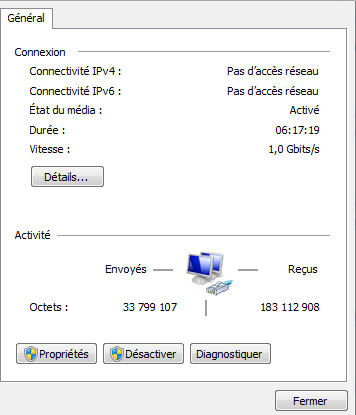 Général
Connexion
Connectivité IPv4 : Pas d'accès réseau
Connectivité IPv6 : Pas d'accès réseau
État du média : Activé
Durée : 06:17:19
Vitesse : 1,0 Gbits/s
Détails...
Activité
Envoyés Reçus
Octets : 33 799 107 183 112 908
Propriétés Désactiver Diagnostiquer
Fermer